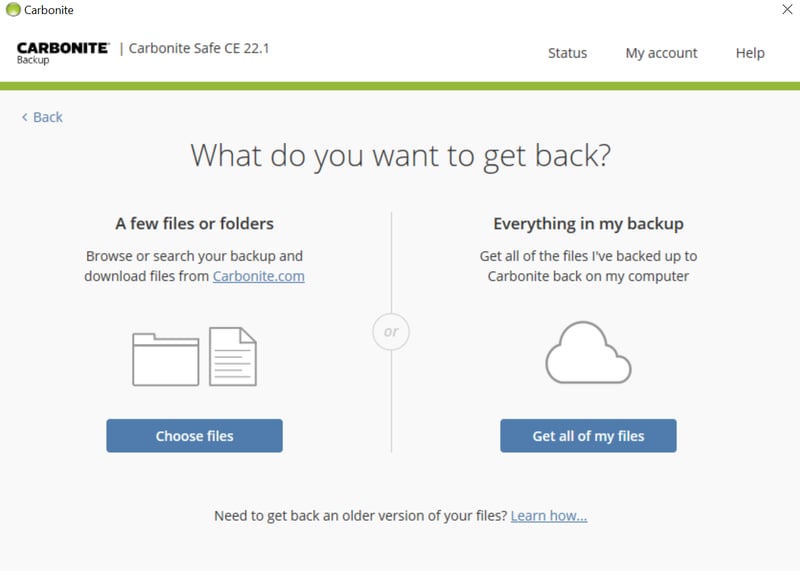 Carbonite
CARBONITE
Backup
| Carbonite Safe CE 22.1
Status
My account
Help
< Back
What do you want to get back?
A few files or folders
Browse or search your backup and
download files from Carbonite.com
Choose files
or
Everything in my backup
Get all of the files I've backed up to
Carbonite back on my computer
Get all of my files
Need to get back an older version of your files? Learn how...